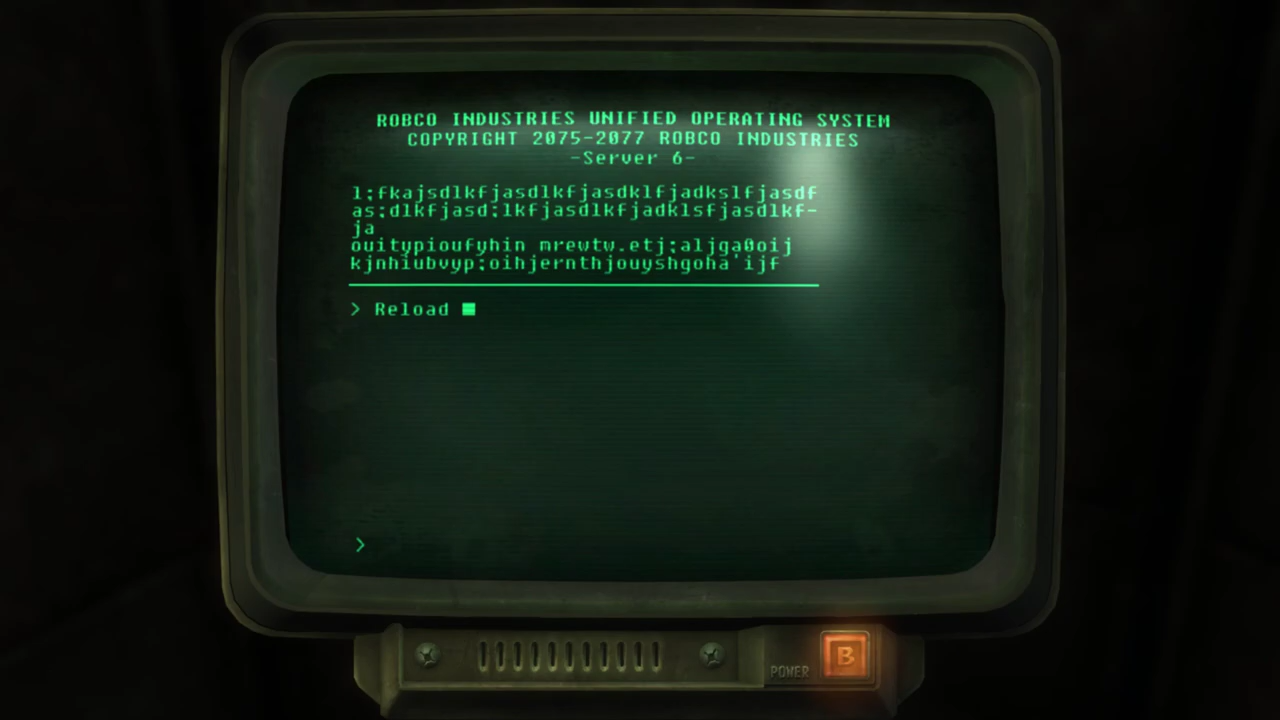 ROBCO INDUSTRIES UNIFIED OPERATING SYSTEM
COPYRIGHT 2075-2077 ROBCO INDUSTRIES
-Server 6-
l;fkajsdlkfjasdlkfjasdklfjadkslfjasdf
as;dlkfjasd;lkfjasdlkfjadklsfjasdlkf-
ja
ouitypioufyhin mrewtw.etj;aljga0oij
kjnhiubvyp;oihjernthjouyshgoha'ijf
> Reload
>
POWER B